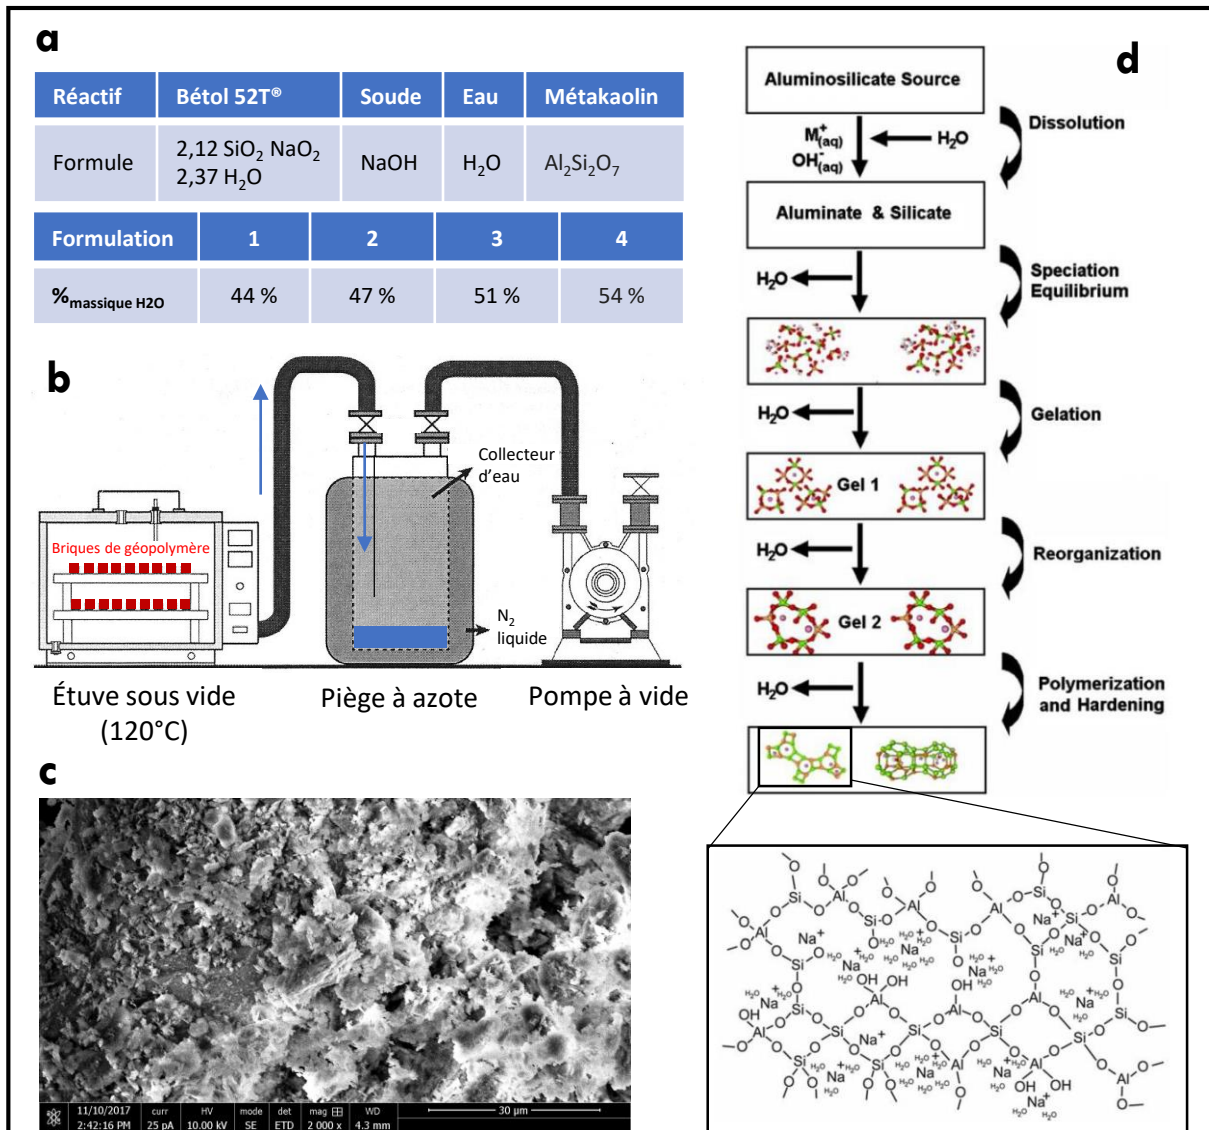 a
Réactif Bétol 52T® Soude Eau Métakaolin
Formule 2,12 SiO2 NaO2 2,37 H2O NaOH H2O Al2Si2O7
Formulation 1 2 3 4
%massique H2O 44 % 47 % 51 % 54 %
b
Briques de géopolymère
Collecteur
d'eau
N2
liquide
Étuve sous vide
(120°C)
Piège à azote
Pompe à vide
c
11/10/2017 curr HV mode det mag WD 30 µm
2:42:16 PM 25 pA 10.00 kV SE ETD 2 000 x 4.3 mm
d
Aluminosilicate Source
M+(aq)
OH-(aq)
H2O
Dissolution
Aluminate & Silicate
H2O
Speciation
Equilibrium
H2O
Gelation
Gel 1
H2O
Reorganization
Gel 2
H2O
Polymerization
and Hardening